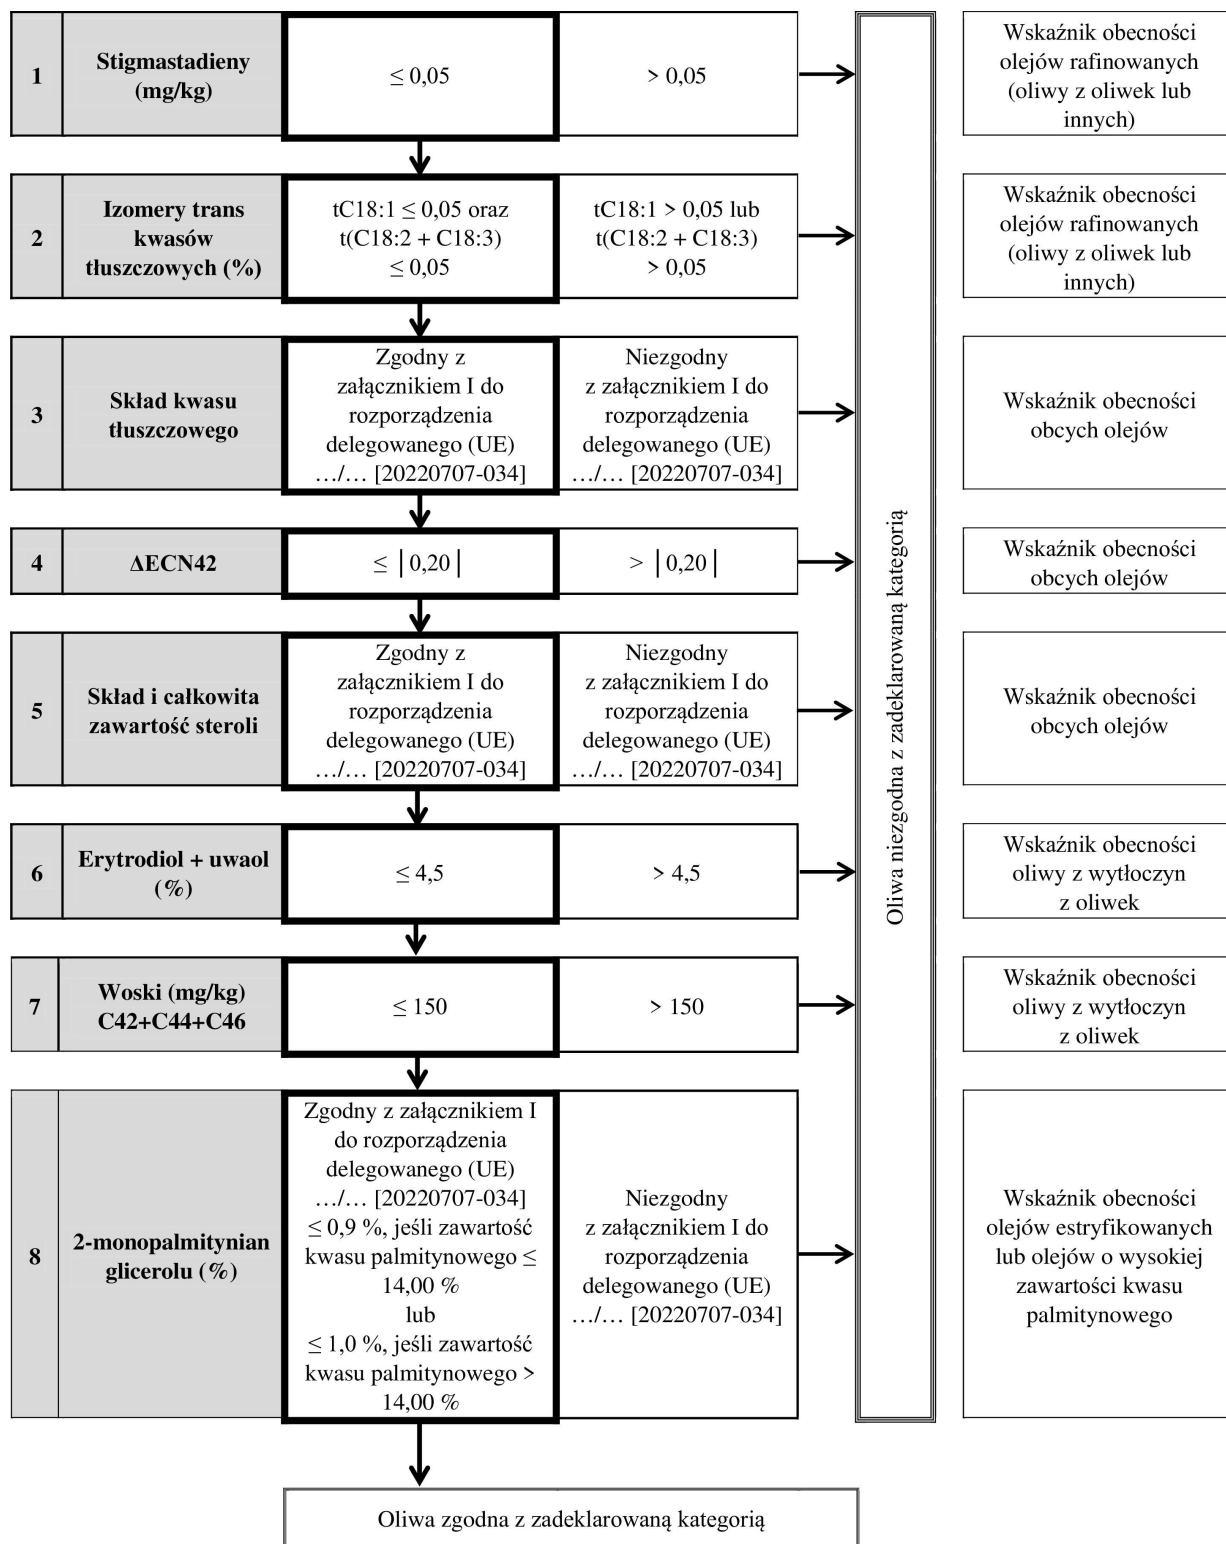 1
Stigmastadieny
(mg/kg)
≤ 0,05
> 0,05
Wskaźnik obecności
olejów rafinowanych
(oliwy z oliwek lub
innych)
2
Izomery trans
kwasów
tłuszczowych (%)
tC18:1 ≤ 0,05 oraz
t(C18:2 + C18:3)
≤ 0,05
tC18:1 > 0,05 lub
t(C18:2 + C18:3)
> 0,05
Wskaźnik obecności
olejów rafinowanych
(oliwy z oliwek lub
innych)
3
Skład kwasu
tłuszczowego
Zgodny z
załącznikiem I do
rozporządzenia
delegowanego (UE)
…/… [20220707-034]
Niezgodny
z załącznikiem I do
rozporządzenia
delegowanego (UE)
…/… [20220707-034]
Wskaźnik obecności
obcych olejów
4
ΔECN42
≤ |0,20|
> |0,20|
Wskaźnik obecności
obcych olejów
5
Skład i całkowita
zawartość steroli
Zgodny z
załącznikiem I do
rozporządzenia
delegowanego (UE)
…/… [20220707-034]
Niezgodny
z załącznikiem I do
rozporządzenia
delegowanego (UE)
…/… [20220707-034]
Wskaźnik obecności
obcych olejów
6
Erytrodiol + uwaol
(%)
≤ 4,5
> 4,5
Wskaźnik obecności
oliwy z wytłoczyn
z oliwek
7
Woski (mg/kg)
C42+C44+C46
≤ 150
> 150
Wskaźnik obecności
oliwy z wytłoczyn
z oliwek
8
2-monopalmitynian
glicerolu (%)
Zgodny z załącznikiem I
do rozporządzenia
delegowanego (UE)
…/… [20220707-034]
≤ 0,9 %, jeśli zawartość
kwasu palmitynowego ≤
14,00 %
lub
≤ 1,0 %, jeśli zawartość
kwasu palmitynowego >
14,00 %
Niezgodny
z załącznikiem I do
rozporządzenia
delegowanego (UE)
…/… [20220707-034]
Wskaźnik obecności
olejów estryfikowanych
lub olejów o wysokiej
zawartości kwasu
palmitynowego
Oliwa niezgodna z zadeklarowaną kategorią
Oliwa zgodna z zadeklarowaną kategorią